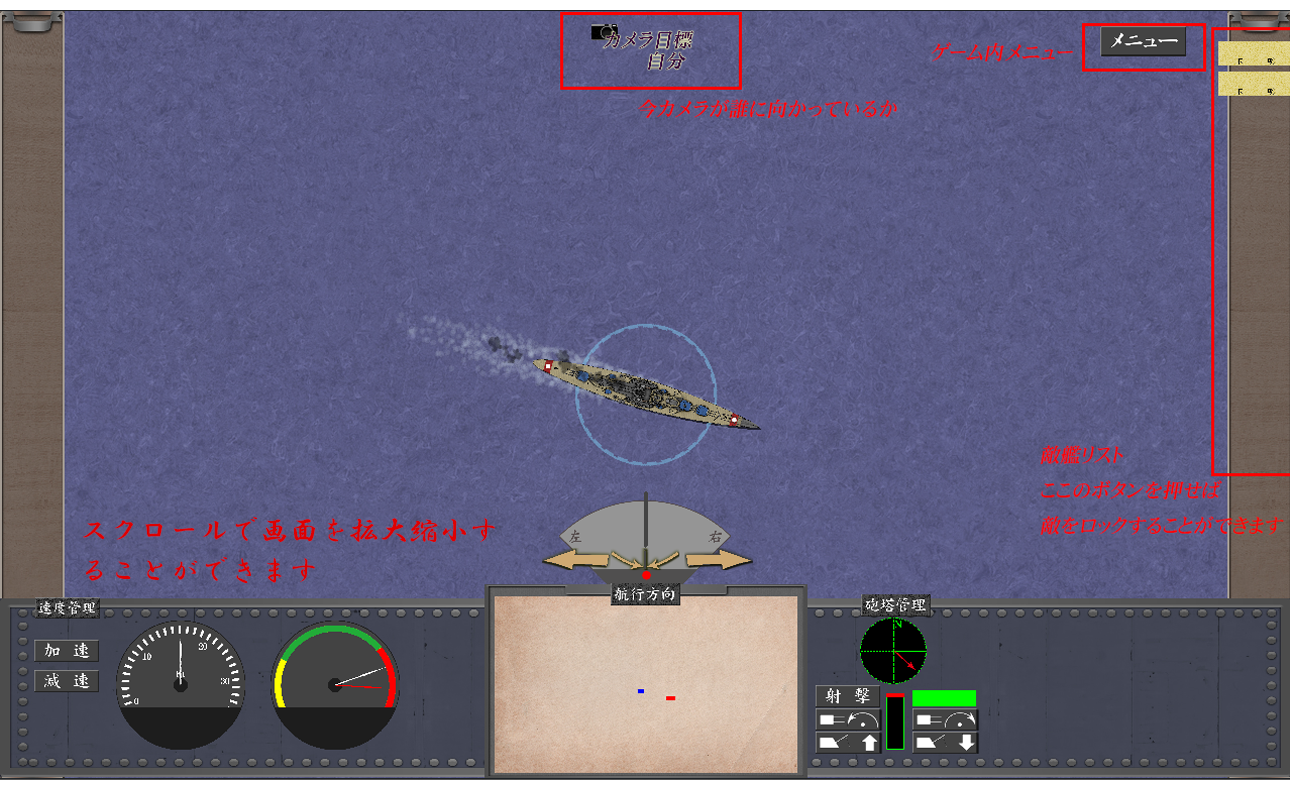 カメラ目標
自分
メニュー
ゲーム内メニュー
今カメラが誰に向かっているか
敵艦リスト
ここのボタンを押せば
敵をロックすることができます
スクロールで画面を拡大縮小す
ることができます
左
右
航行方向
速度管理
加 速
減 速
0
10
20
30
Kt
砲塔管理
N
射 撃